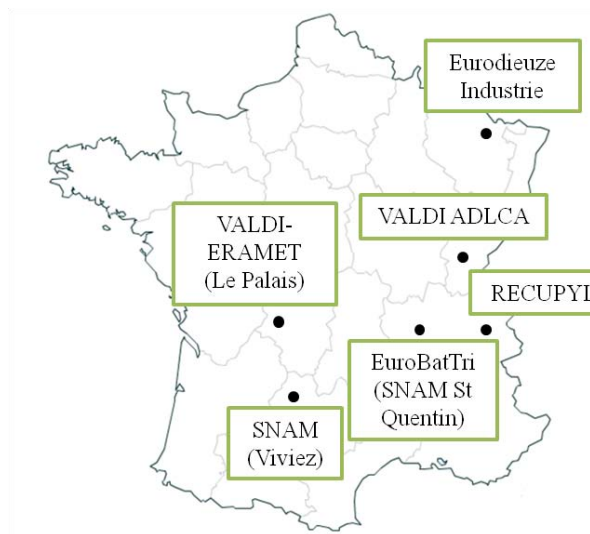 Eurodieuze
Industrie
VALDI ADLCA
VALDI-
ERAMET
(Le Palais)
RECUPYL
EuroBatTri
(SNAM St
Quentin)
SNAM
(Viviez)